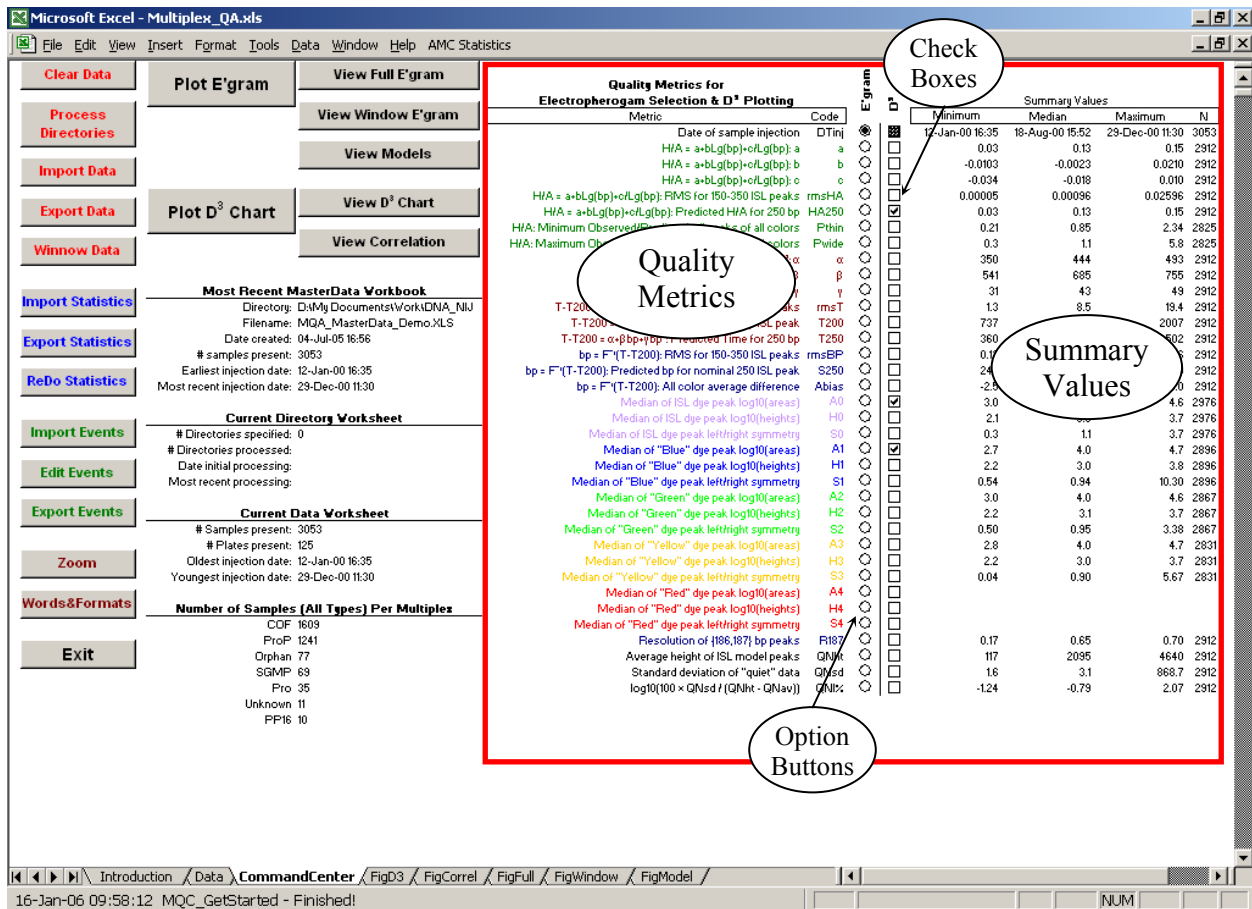 Microsoft Excel - Multiplex_QA.xls
File Edit View Insert Format Tools Data Window Help AMC Statistics
Check Boxes
Clear Data
Process Directories
Import Data
Export Data
Winnow Data
Import Statistics
Export Statistics
ReDo Statistics
Import Events
Edit Events
Export Events
Zoom
Words&Formats
Exit
Plot E'gram
Plot D³ Chart
View Full E'gram
View Window E'gram
View Models
View D³ Chart
View Correlation
Most Recent MasterData Workbook
Directory: D:\My Documents\Work\DNA_NIJ
Filename: MQA_MasterData_Demo.XLS
Date created: 04-Jul-05 16:56
# samples present: 3053
Earliest injection date: 12-Jan-00 16:35
Most recent injection date: 29-Dec-00 11:30
Current Directory Worksheet
# Directories specified: 0
# Directories processed:
Date initial processing:
Most recent processing:
Current Data Worksheet
# Samples present: 3053
# Plates present: 125
Oldest injection date: 12-Jan-00 16:35
Youngest injection date: 29-Dec-00 11:30
Number of Samples (All Types) Per Multiplex
COF 1609
ProP 1241
Orphan 77
SGMP 69
Pro 35
Unknown 11
PP16 10
Quality Metrics for
Electropherogam Selection & D³ Plotting
E'gram
D³
Summary Values
Metric Code Minimum Median Maximum N
Date of sample injection DTinj 12-Jan-00 16:35 18-Aug-00 15:52 29-Dec-00 11:30 3053
H/A = a+bLg(bp)+c/Lg(bp): a a 0.03 0.13 0.15 2912
H/A = a+bLg(bp)+c/Lg(bp): b b -0.0103 -0.0023 0.0210 2912
H/A = a+bLg(bp)+c/Lg(bp): c c -0.034 -0.018 0.010 2912
H/A = a+bLg(bp)+c/Lg(bp): RMS for 150-350 ISL peaks rmsHA 0.00005 0.00096 0.02596 2912
H/A = a+bLg(bp)+c/Lg(bp): Predicted H/A for 250 bp HA250 0.03 0.13 0.15 2912
H/A: Minimum Observed/ of all colors Pthin 0.21 0.85 2.34 2825
H/A: Maximum colors Pwide 0.3 1.1 5.8 2825
α α 350 444 493 2912
β 541 685 755 2912
γ 31 43 49 2912
T-T200 rmsT 1.3 8.5 19.4 2912
T-T200 = ISL peak T200 737 2007 2912
T-T200 = α+βbp+γbp : Predicted Time for 250 bp T250 360 2912
bp = F⁻¹(T-T200): RMS for 150-350 ISL peaks rmsBP 2912
bp = F⁻¹(T-T200): Predicted bp for nominal 250 ISL peak S250 2912
bp = F⁻¹(T-T200): All color average difference Abias 2912
Median of ISL dye peak log10(areas) A0 3.0 4.6 2976
Median of ISL dye peak log10(heights) H0 2.1 3.7 2976
Median of ISL dye peak left/right symmetry S0 0.3 1.1 3.7 2976
Median of "Blue" dye peak log10(areas) A1 2.7 4.0 4.7 2896
Median of "Blue" dye peak log10(heights) H1 2.2 3.0 3.8 2896
Median of "Blue" dye peak left/right symmetry S1 0.54 0.94 10.30 2896
Median of "Green" dye peak log10(areas) A2 3.0 4.0 4.6 2867
Median of "Green" dye peak log10(heights) H2 2.2 3.1 3.7 2867
Median of "Green" dye peak left/right symmetry S2 0.50 0.95 3.38 2867
Median of "Yellow" dye peak log10(areas) A3 2.8 4.0 4.7 2831
Median of "Yellow" dye peak log10(heights) H3 2.2 3.0 3.7 2831
Median of "Yellow" dye peak left/right symmetry S3 0.04 0.90 5.67 2831
Median of "Red" dye peak log10(areas) A4
Median of "Red" dye peak log10(heights) H4
Median of "Red" dye peak left/right symmetry S4
Resolution of {186,187} bp peaks R187 0.17 0.65 0.70 2912
Average height of ISL model peaks QNht 117 2095 4640 2912
Standard deviation of "quiet" data QNsd 1.6 3.1 868.7 2912
log10(100 × QNsd / (QNht - QNav)) QNI% -1.24 -0.79 2.07 2912
Quality Metrics
Summary Values
Option Buttons
Introduction Data CommandCenter FigD3 FigCorrel FigFull FigWindow FigModel
16-Jan-06 09:58:12 MQC_GetStarted - Finished! NUM